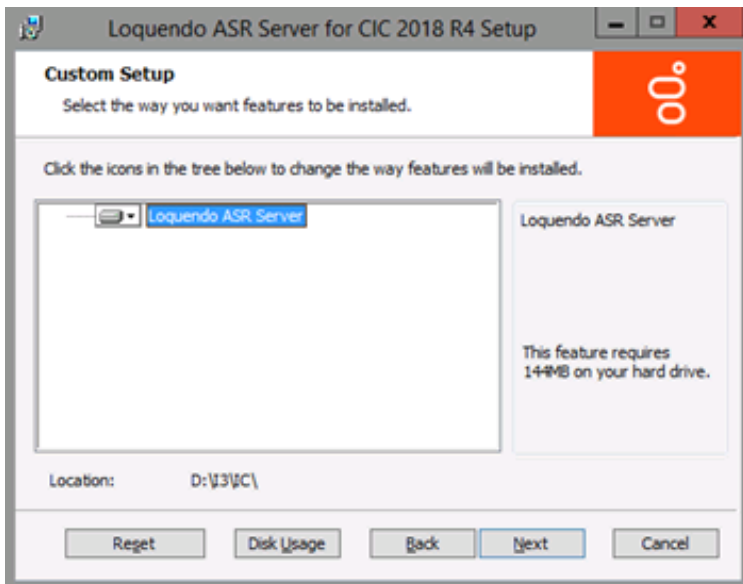 Loquendo ASR Server for CIC 2018 R4 Setup
Custom Setup
Select the way you want features to be installed.
Click the icons in the tree below to change the way features will be installed.
Loquendo ASR Server
Loquendo ASR Server
This feature requires
144MB on your hard drive.
Location: D:\I3\IC\
Reset Disk Usage Back Next Cancel